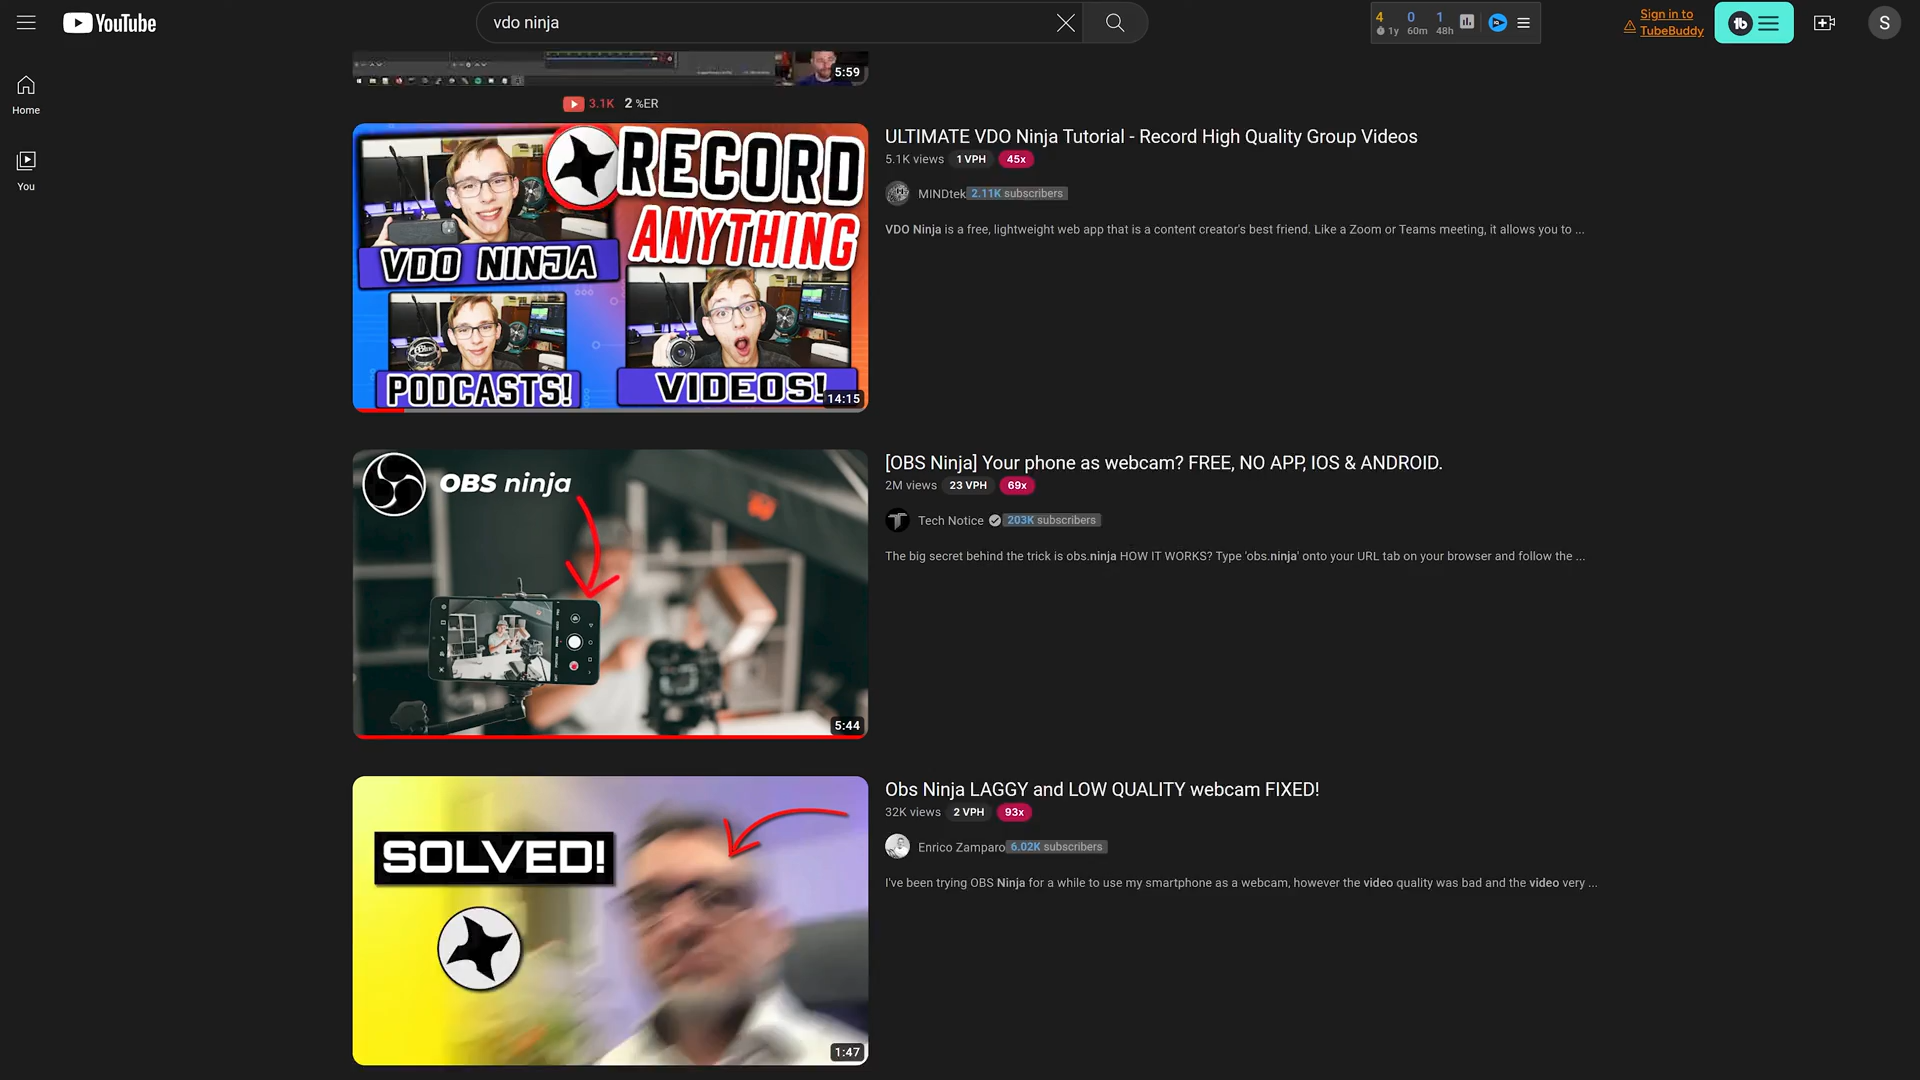 YouTube
vdo ninja
4 0 1
1y 60m 48h
Sign in to
TubeBuddy
tb
S
Home
You
5:59
3.1K 2 %ER
RECORD
ANYTHING
VDO NINJA
PODCASTS!
VIDEOS!
14:15
ULTIMATE VDO Ninja Tutorial - Record High Quality Group Videos
5.1K views 1 VPH 45x
MINDtek 2.11K subscribers
VDO Ninja is a free, lightweight web app that is a content creator's best friend. Like a Zoom or Teams meeting, it allows you to ...
OBS ninja
5:44
[OBS Ninja] Your phone as webcam? FREE, NO APP, IOS & ANDROID.
2M views 23 VPH 69x
Tech Notice 203K subscribers
The big secret behind the trick is obs.ninja HOW IT WORKS? Type 'obs.ninja' onto your URL tab on your browser and follow the ...
SOLVED!
1:47
Obs Ninja LAGGY and LOW QUALITY webcam FIXED!
32K views 2 VPH 93x
Enrico Zamparo 6.02K subscribers
I've been trying OBS Ninja for a while to use my smartphone as a webcam, however the video quality was bad and the video very ...